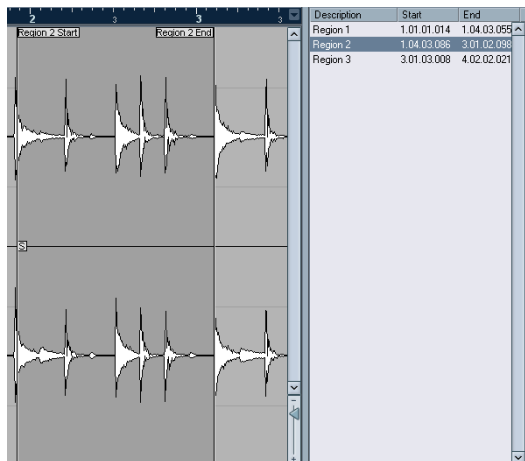 2 3 3 3
Region 2 Start Region 2 End
S
Description Start End
Region 1 1.01.01.014 1.04.03.055
Region 2 1.04.03.086 3.01.02.098
Region 3 3.01.03.008 4.02.02.021